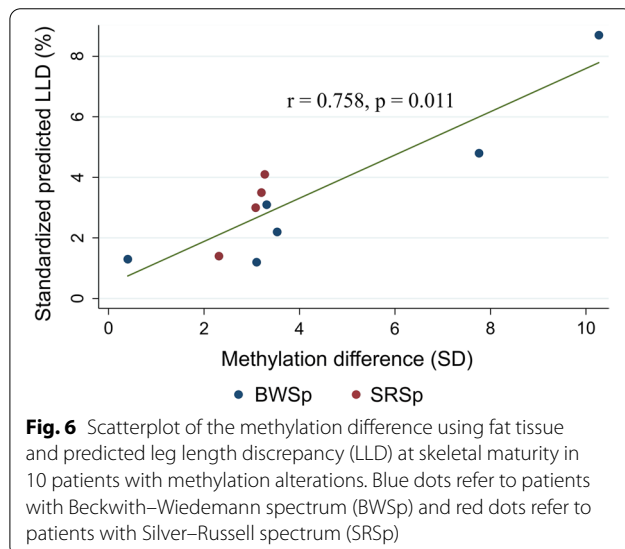 Standardized predicted LLD (%)
8
6
4
2
0
r = 0.758, p = 0.011
0 2 4 6 8 10
Methylation difference (SD)
BWSp SRSp
Fig. 6 Scatterplot of the methylation difference using fat tissue
and predicted leg length discrepancy (LLD) at skeletal maturity in
10 patients with methylation alterations. Blue dots refer to patients
with Beckwith–Wiedemann spectrum (BWSp) and red dots refer to
patients with Silver–Russell spectrum (SRSp)